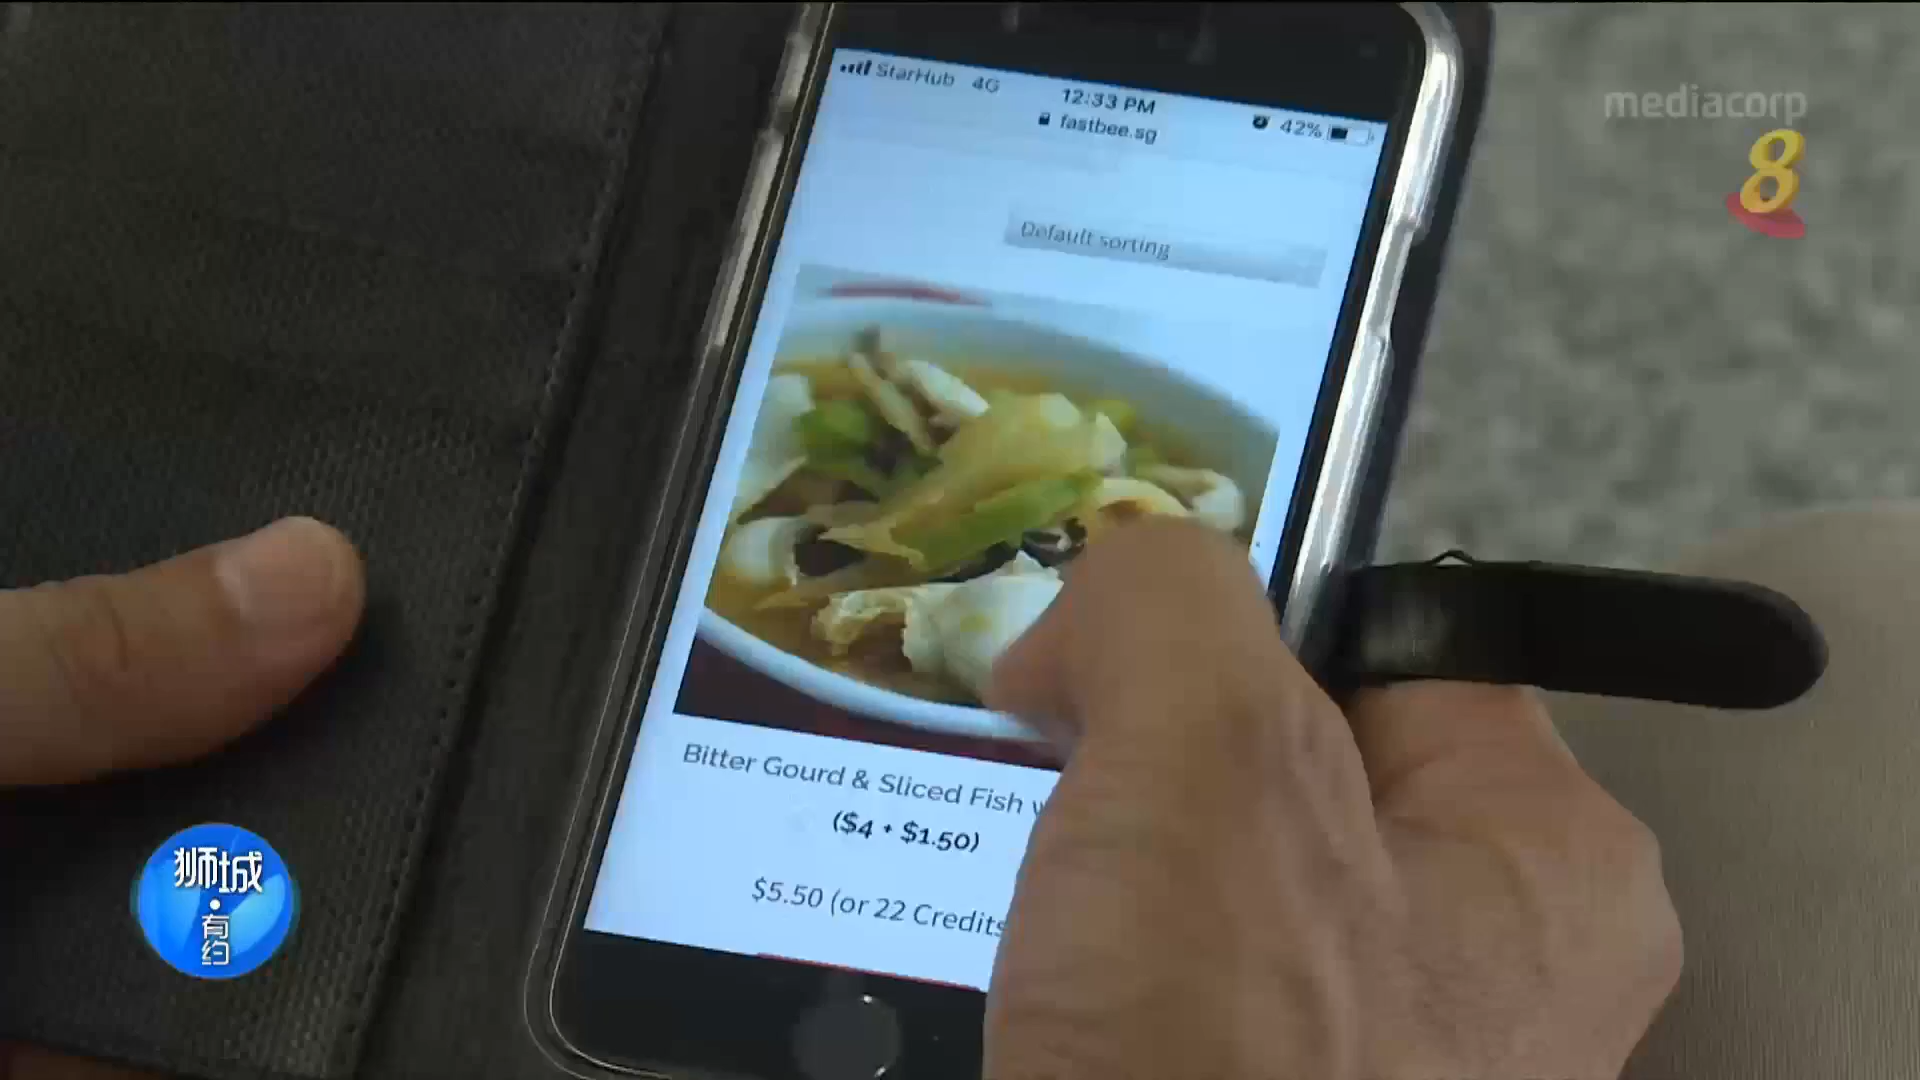 StarHub 4G
12:33 PM
42%
fastbee.sg
mediacorp
8
Default sorting
Bitter Gourd & Sliced Fish
($4 + $1.50)
$5.50 (or 22 Credits
狮城
·
有
约